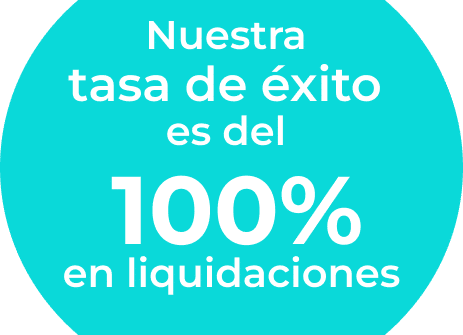 Nuestra
tasa de éxito
es del
100%
en liquidaciones